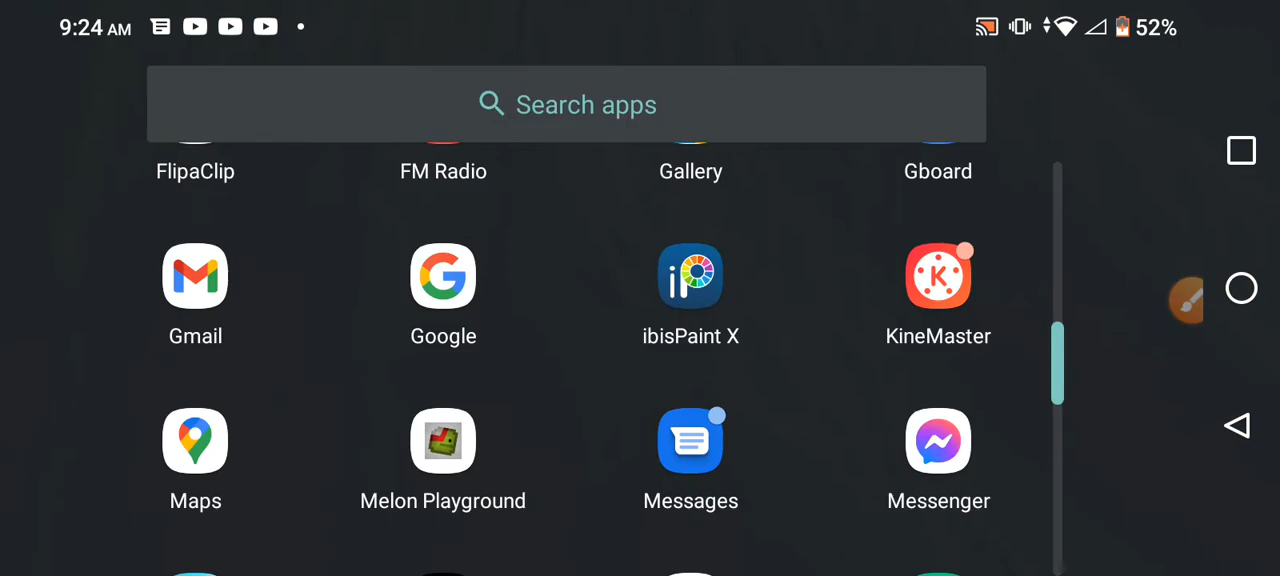 9:24 AM 52%
Search apps
FlipaClip FM Radio Gallery Gboard
iP K
Gmail Google ibisPaint X KineMaster
Maps Melon Playground Messages Messenger